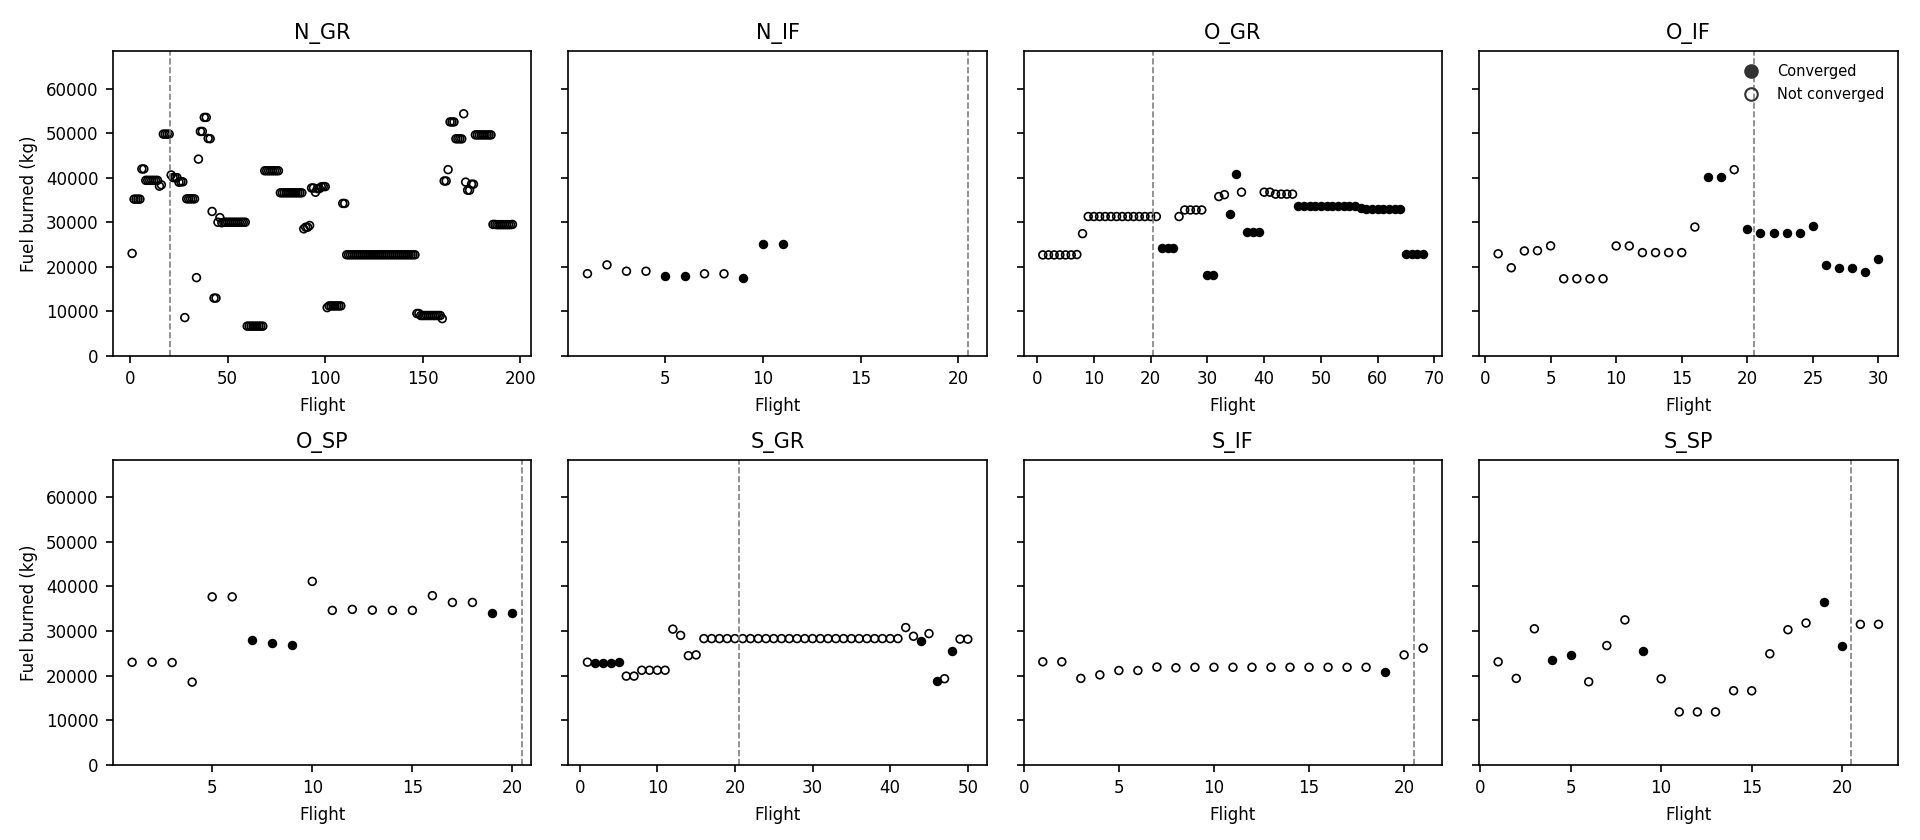 N_GR
N_IF
O_GR
O_IF
Fuel burned (kg)
60000
50000
40000
30000
20000
10000
0
Converged
Not converged
0 50 100 150 200
5 10 15 20
0 10 20 30 40 50 60 70
0 5 10 15 20 25 30
Flight
Flight
Flight
Flight
O_SP
S_GR
S_IF
S_SP
Fuel burned (kg)
60000
50000
40000
30000
20000
10000
0
5 10 15 20
0 10 20 30 40 50
0 5 10 15 20
0 5 10 15 20
Flight
Flight
Flight
Flight